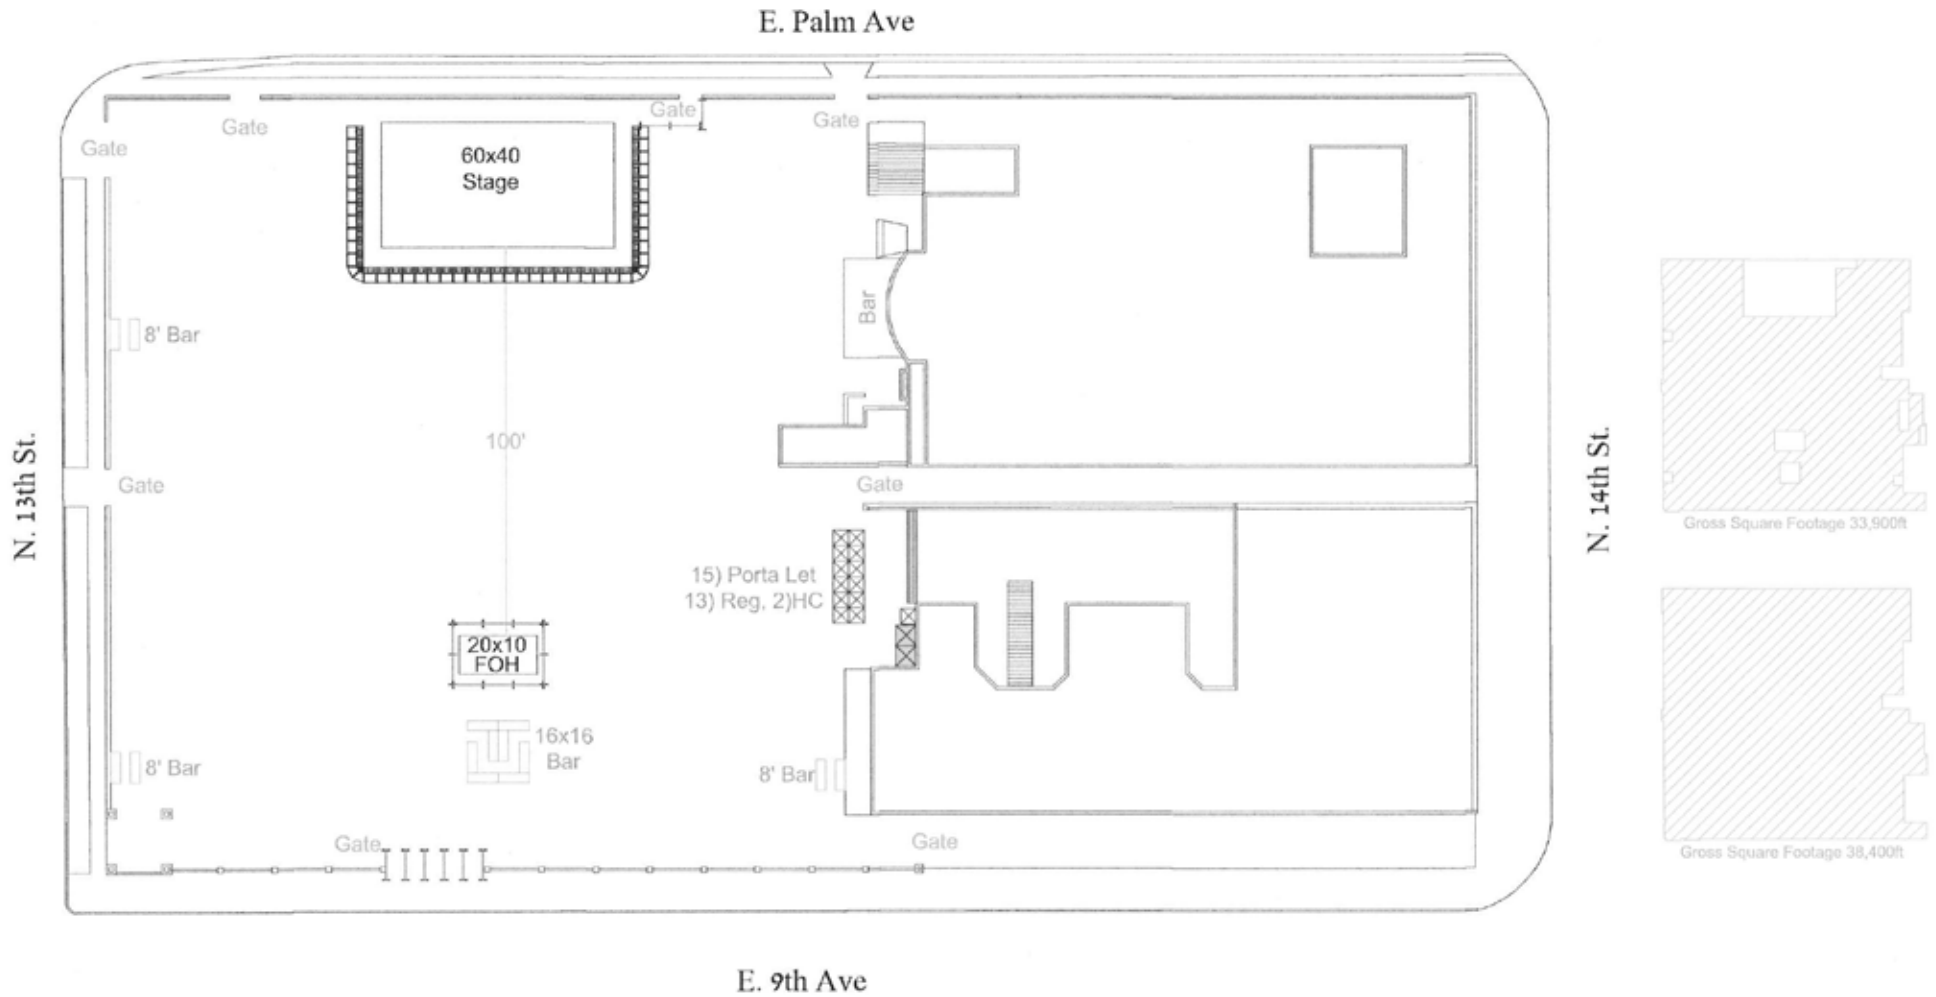 E. Palm Ave
Gate
Gate
Gate
Gate
60x40
Stage
8' Bar
Bar
100'
N. 13th St.
N. 14th St.
Gate
Gate
Gross Square Footage 33,900ft
15) Porta Let
13) Reg, 2)HC
20x10
FOH
16x16
Bar
8' Bar
8' Bar
Gate
Gate
Gross Square Footage 38,400ft
E. 9th Ave